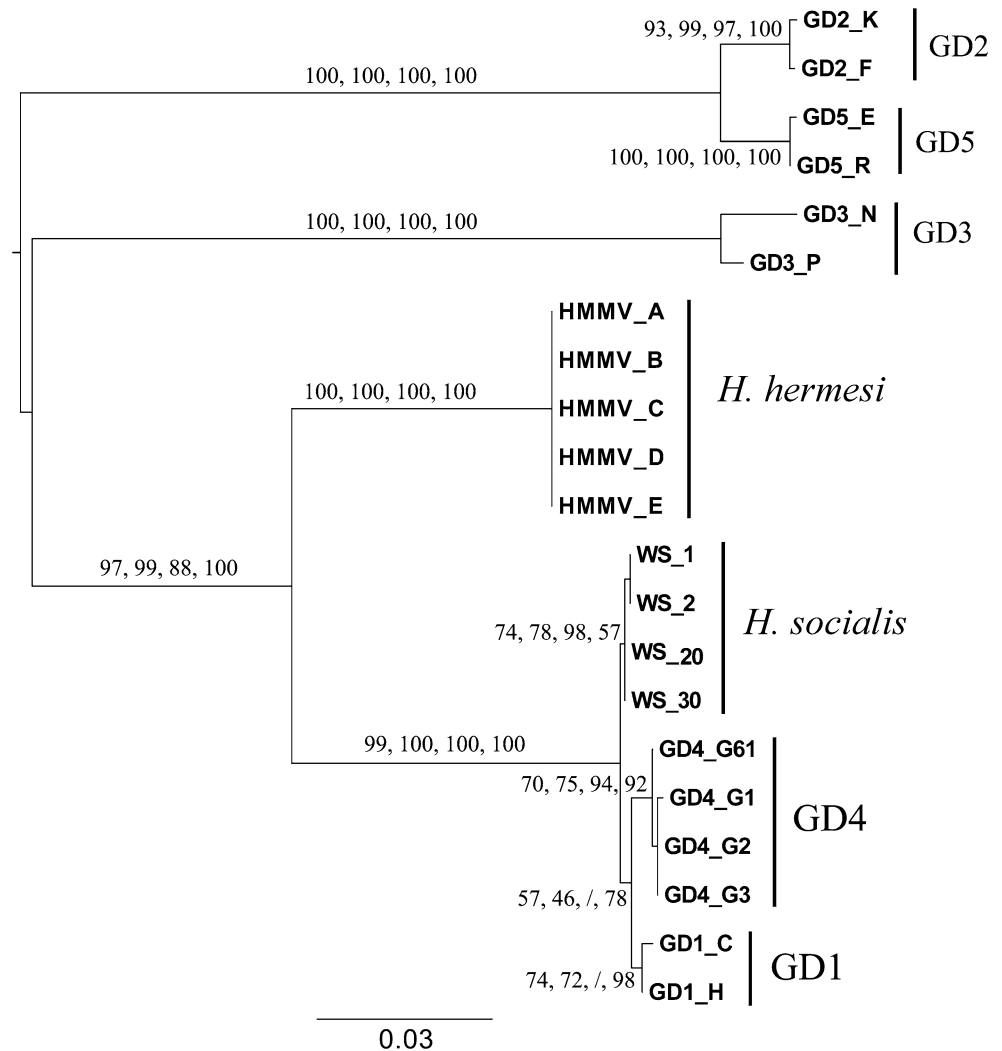 GD2_K
93, 99, 97, 100
GD2
GD2_F
100, 100, 100, 100
GD5_E
GD5
100, 100, 100, 100
GD5_R
GD3_N
100, 100, 100, 100
GD3
GD3_P
HMMV_A
HMMV_B
100, 100, 100, 100
H. hermesi
HMMV_C
HMMV_D
HMMV_E
WS_1
97, 99, 88, 100
WS_2
H. socialis
74, 78, 98, 57
WS_20
WS_30
99, 100, 100, 100
GD4_G61
70, 75, 94, 92
GD4_G1
GD4
GD4_G2
GD4_G3
57, 46, /, 78
GD1_C
GD1
74, 72, /, 98
GD1_H
0.03